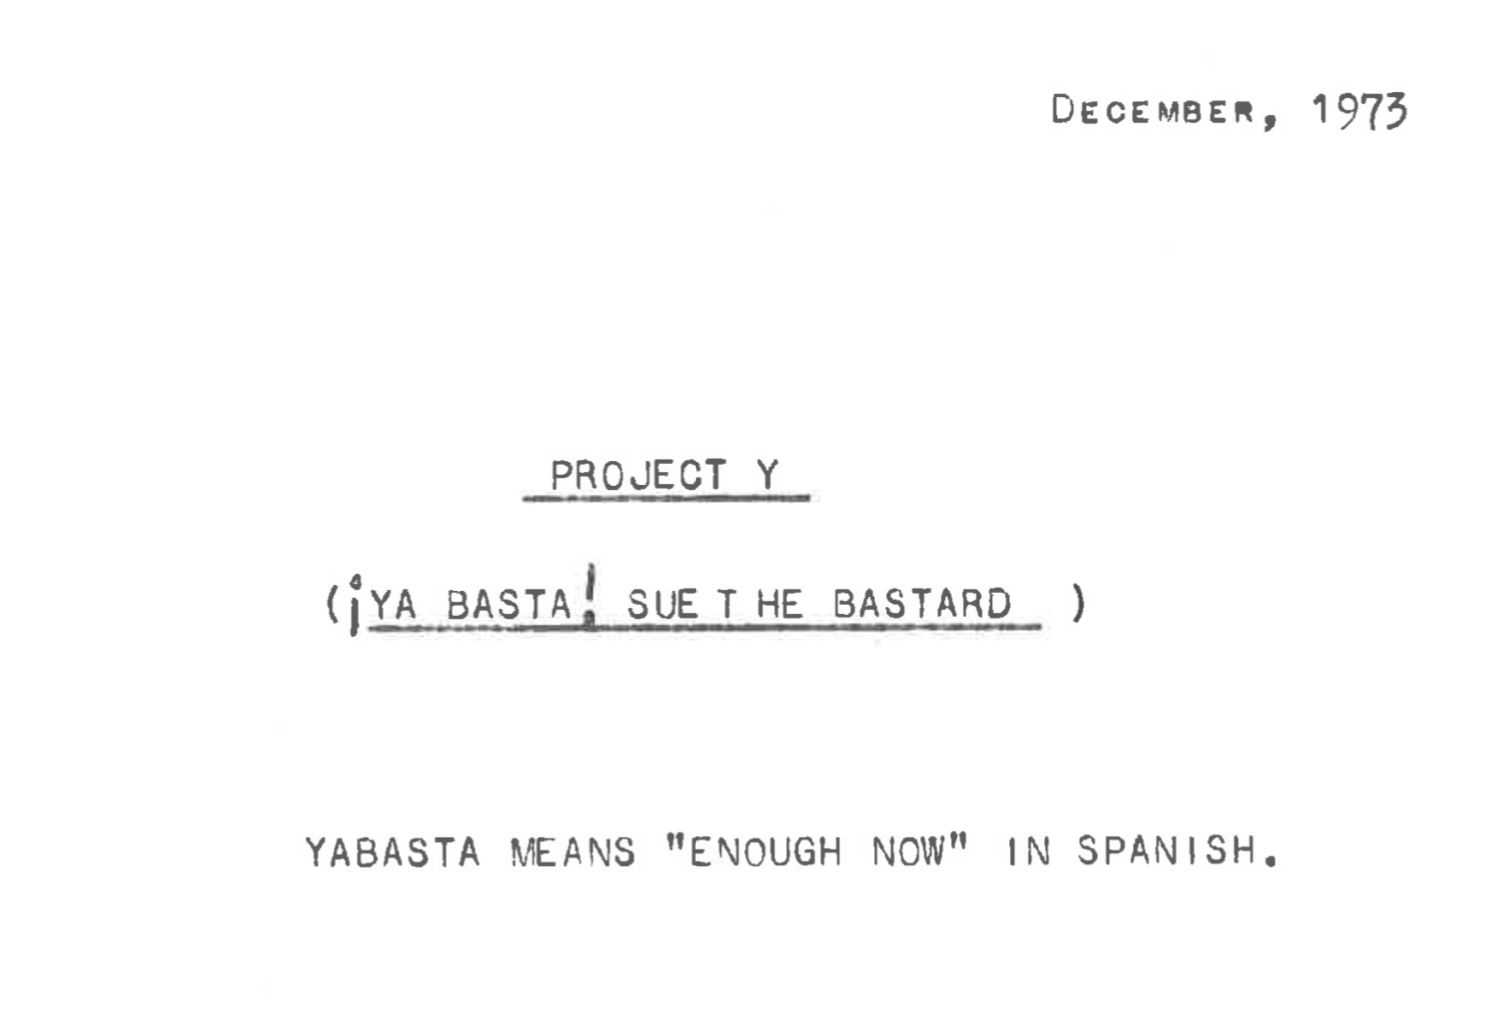 DECEMBER, 1973
PROJECT Y
(¡YA BASTA! SUE T HE BASTARD )
YABASTA MEANS "ENOUGH NOW" IN SPANISH.